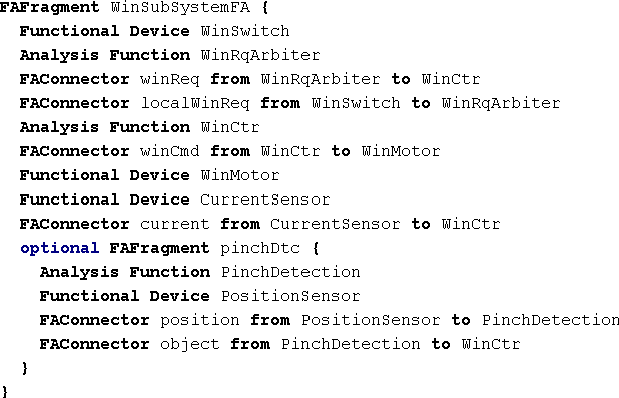 FAFragment WinSubSystemFA {
Functional Device WinSwitch
Analysis Function WinRqArbiter
FAConnector winReq from WinRqArbiter to WinCtr
FAConnector localWinReq from WinSwitch to WinRqArbiter
Analysis Function WinCtr
FAConnector winCmd from WinCtr to WinMotor
Functional Device WinMotor
Functional Device CurrentSensor
FAConnector current from CurrentSensor to WinCtr
optional FAFragment pinchDtc {
Analysis Function PinchDetection
Functional Device PositionSensor
FAConnector position from PositionSensor to PinchDetection
FAConnector object from PinchDetection to WinCtr
}
}